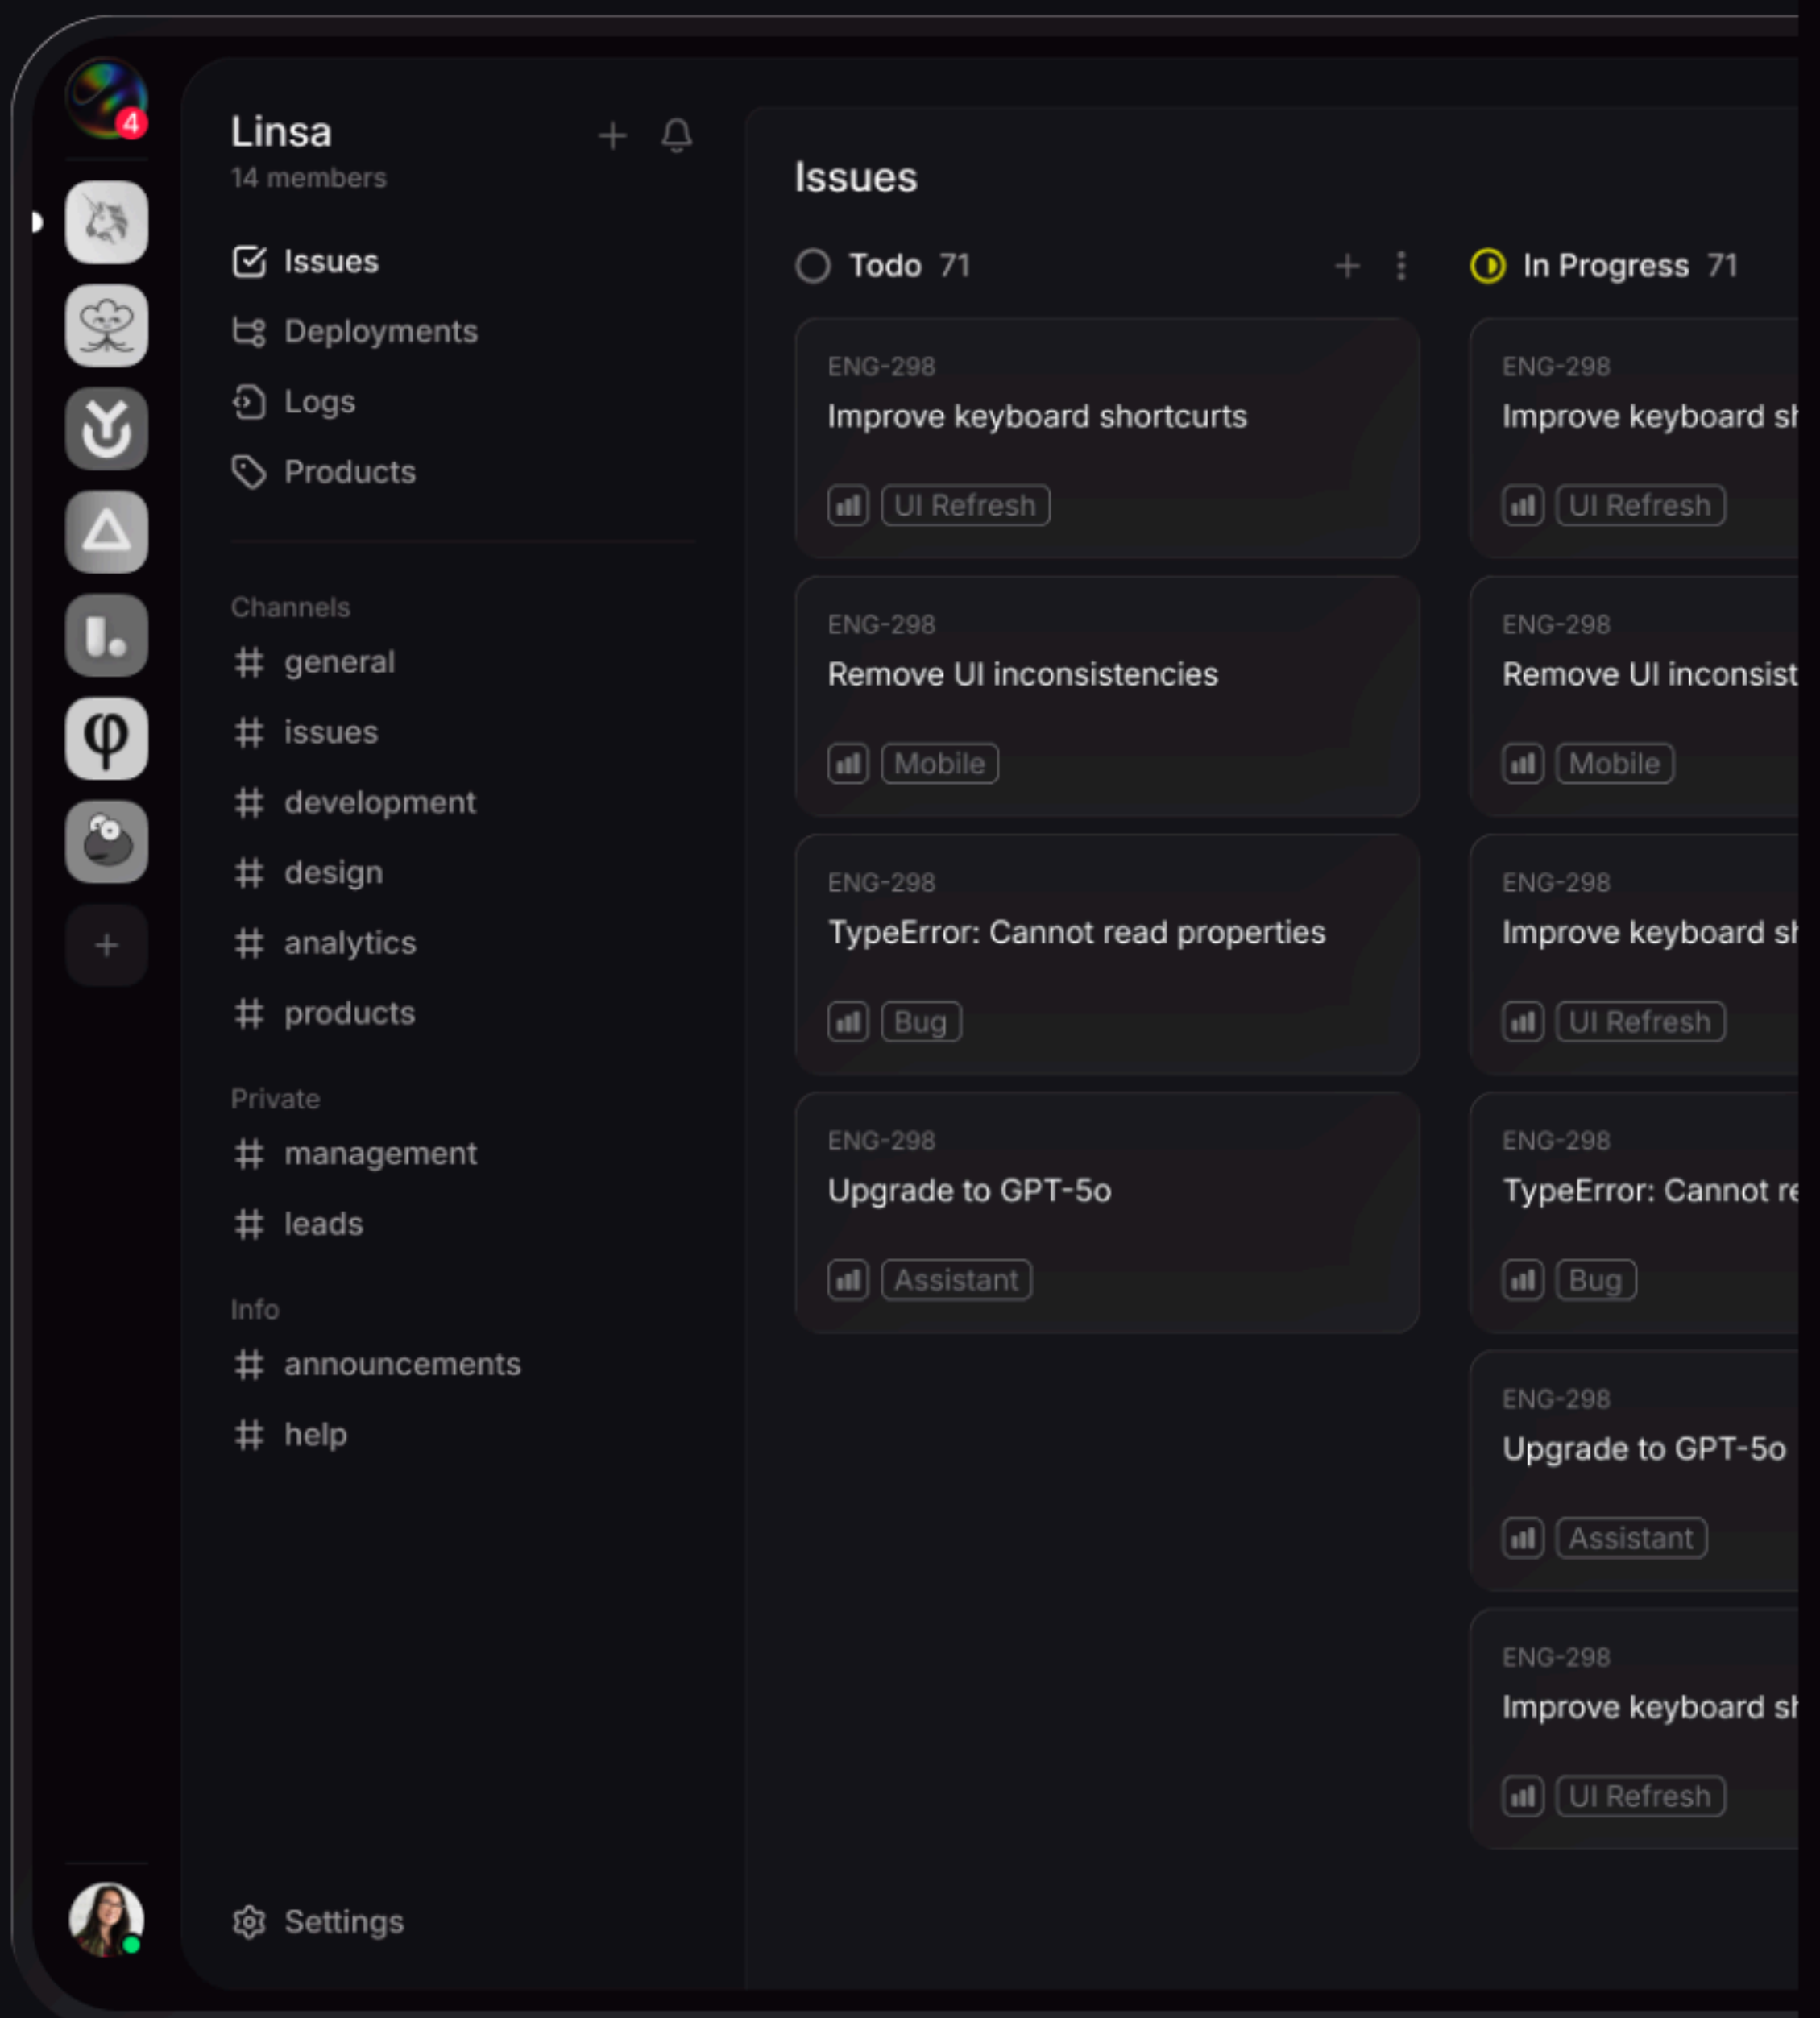 4
Linsa
14 members
Issues
Deployments
Logs
Products
Channels
general
issues
development
design
analytics
products
Private
management
leads
Info
announcements
help
Settings
Issues
Todo 71
ENG-298
Improve keyboard shortcurts
UI Refresh
ENG-298
Remove UI inconsistencies
Mobile
ENG-298
TypeError: Cannot read properties
Bug
ENG-298
Upgrade to GPT-5o
Assistant
In Progress 71
ENG-298
Improve keyboard sh
UI Refresh
ENG-298
Remove UI inconsist
Mobile
ENG-298
Improve keyboard sh
UI Refresh
ENG-298
TypeError: Cannot re
Bug
ENG-298
Upgrade to GPT-5o
Assistant
ENG-298
Improve keyboard sh
UI Refresh